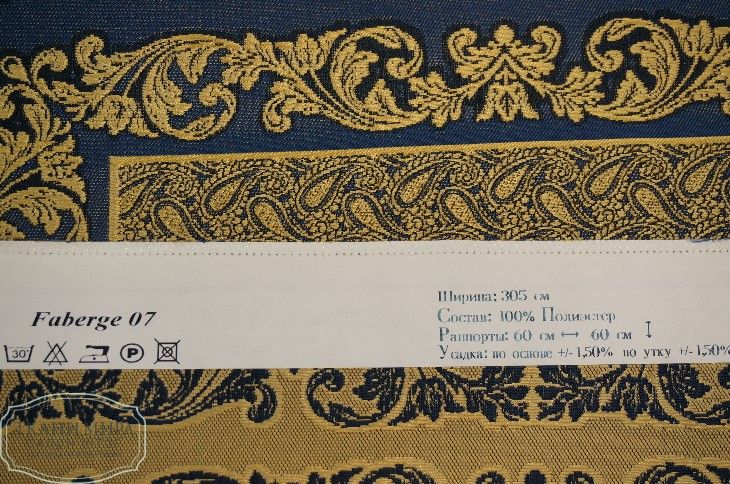 Faberge 07
30°
P
Ширина: 305 см
Состав: 100% Полиэстер
Раппорты: 60 см ↔ 60 см ↕
Усадка: по основе +/- 1,50% по утку +/- 1,50%